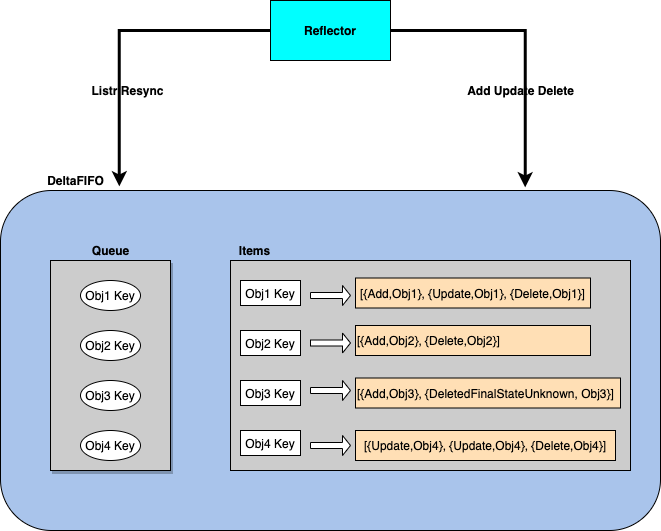 Reflector
Listr Resync
Add Update Delete
DeltaFIFO
Queue
Items
Obj1 Key
Obj2 Key
Obj3 Key
Obj4 Key
Obj1 Key
[{Add,Obj1}, {Update,Obj1}, {Delete,Obj1}]
Obj2 Key
[{Add,Obj2}, {Delete,Obj2}]
Obj3 Key
[{Add,Obj3}, {DeletedFinalStateUnknown, Obj3}]
Obj4 Key
[{Update,Obj4}, {Update,Obj4}, {Delete,Obj4}]